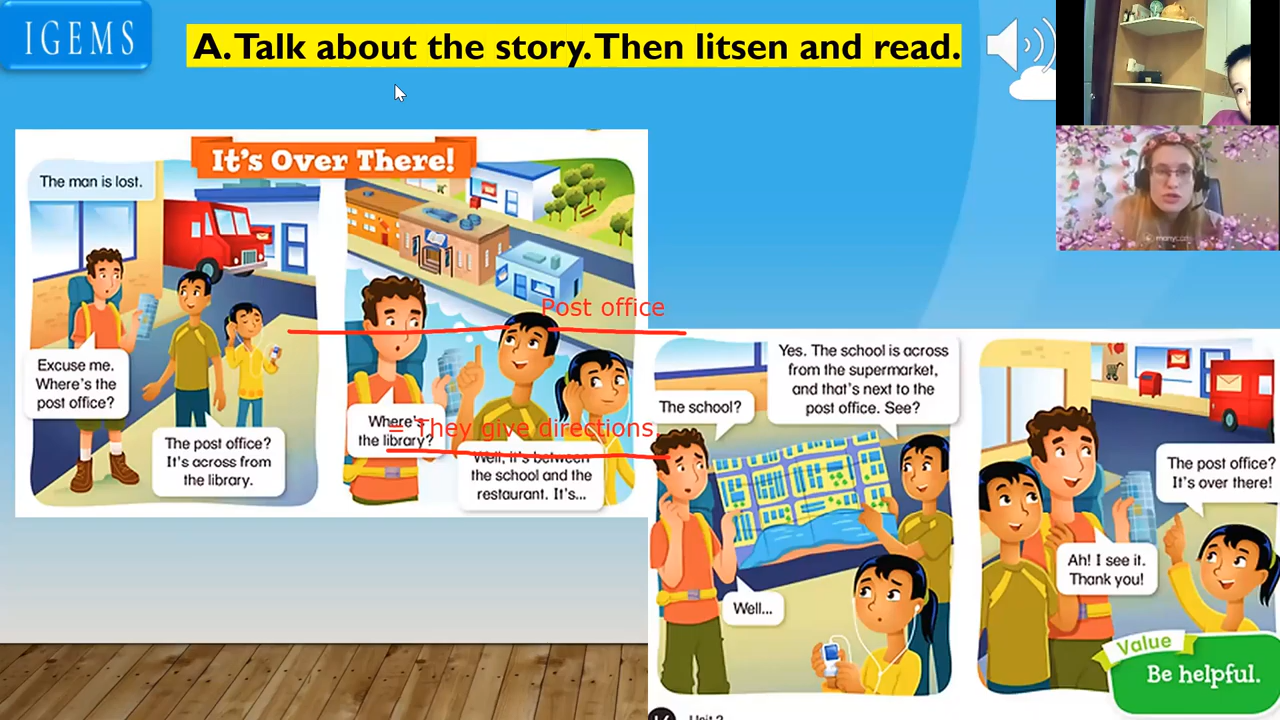 IGEMS
A. Talk about the story. Then litsen and read.
It's Over There!
The man is lost.
Excuse me.
Where's the
post office?
The post office?
It's across from
the library.
Post office
Where's
the library?
= They give directions
Well, it's between
the school and the
restaurant. It's...
The school?
Yes. The school is across
from the supermarket,
and that's next to the
post office. See?
Well...
The post office?
It's over there!
Ah! I see it.
Thank you!
Value
Be helpful.
manycam